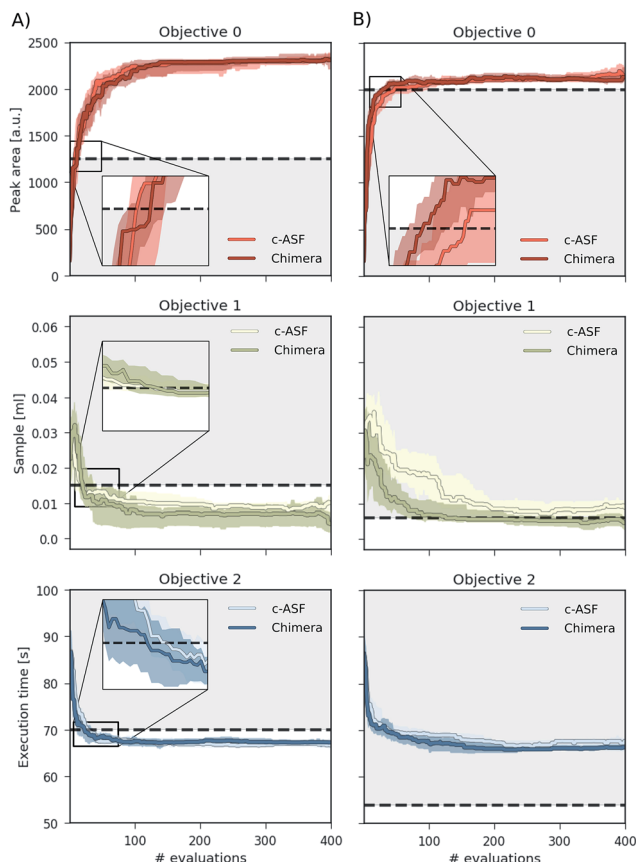 A)
Objective 0
Peak area [a.u.]
2500
2000
1500
1000
500
0
c-ASF
Chimera
Objective 1
Sample [ml]
0.06
0.05
0.04
0.03
0.02
0.01
0.0
c-ASF
Chimera
Objective 2
Execution time [s]
100
90
80
70
60
50
c-ASF
Chimera
100 200 300 400
# evaluations
B)
Objective 0
c-ASF
Chimera
Objective 1
c-ASF
Chimera
Objective 2
c-ASF
Chimera
100 200 300 400
# evaluations